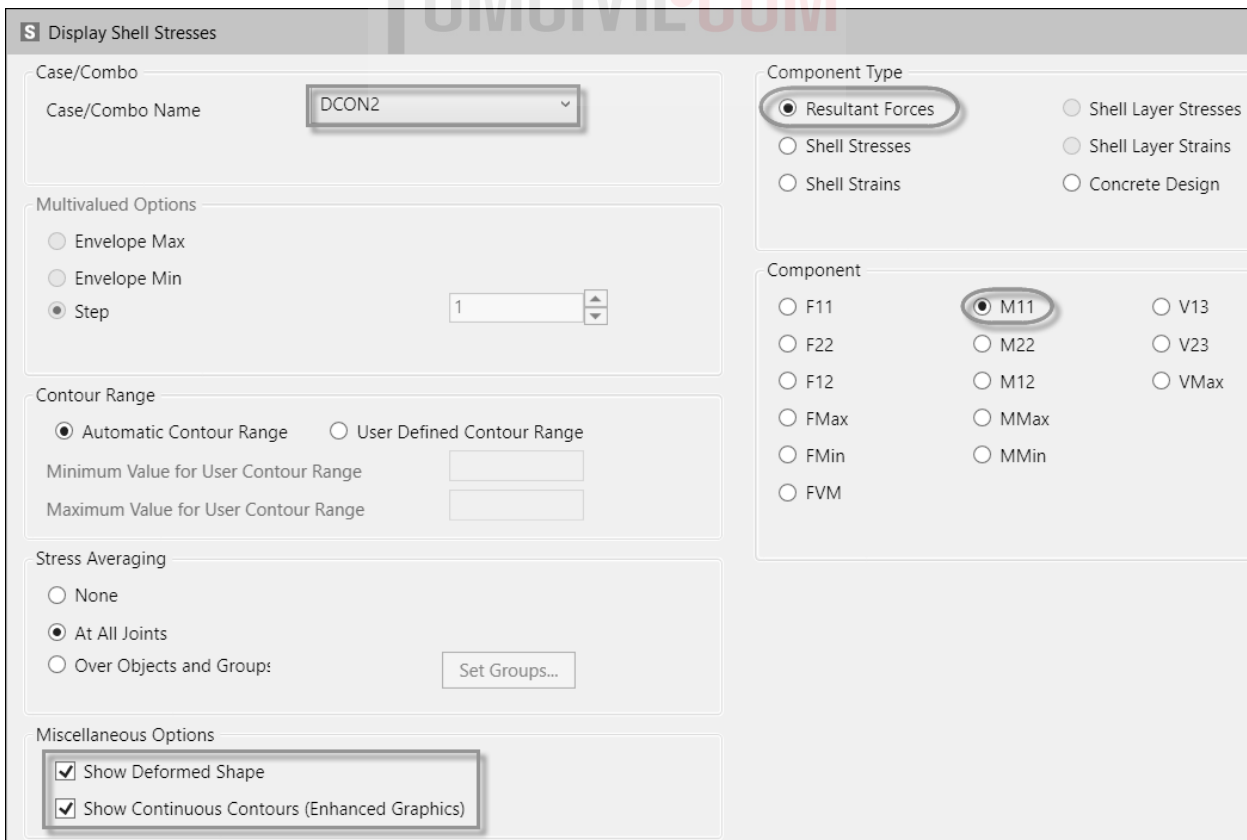 OMCIVIL.COM
S Display Shell Stresses
Case/Combo
Case/Combo Name
DCON2
Multivalued Options
Envelope Max
Envelope Min
Step
1
Contour Range
Automatic Contour Range
User Defined Contour Range
Minimum Value for User Contour Range
Maximum Value for User Contour Range
Stress Averaging
None
At All Joints
Over Objects and Groups
Set Groups...
Miscellaneous Options
Show Deformed Shape
Show Continuous Contours (Enhanced Graphics)
Component Type
Resultant Forces
Shell Layer Stresses
Shell Stresses
Shell Layer Strains
Shell Strains
Concrete Design
Component
F11
M11
V13
F22
M22
V23
F12
M12
VMax
FMax
MMax
FMin
MMin
FVM